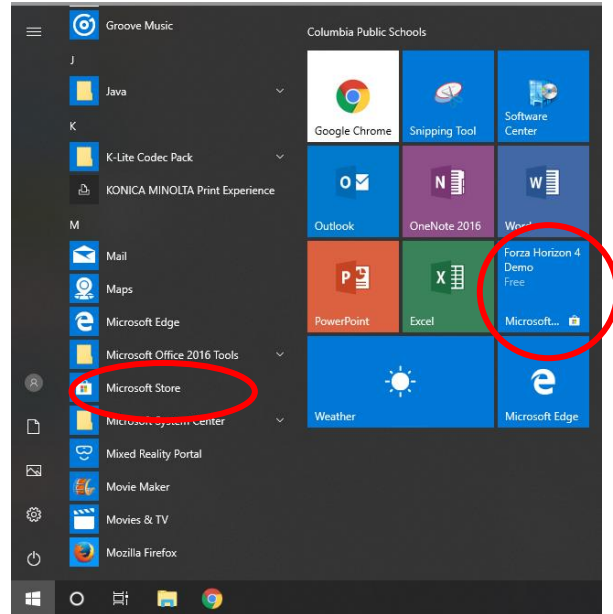 Groove Music
J
Java
K
K-Lite Codec Pack
KONICA MINOLTA Print Experience
M
Mail
Maps
Microsoft Edge
Microsoft Office 2016 Tools
Microsoft Store
Microsoft System Center
Mixed Reality Portal
Movie Maker
Movies & TV
Mozilla Firefox
Columbia Public Schools
Google Chrome
Snipping Tool
Software
Center
Outlook
OneNote 2016
Word
PowerPoint
Excel
Forza Horizon 4
Demo
Free
Microsoft...
Weather
Microsoft Edge